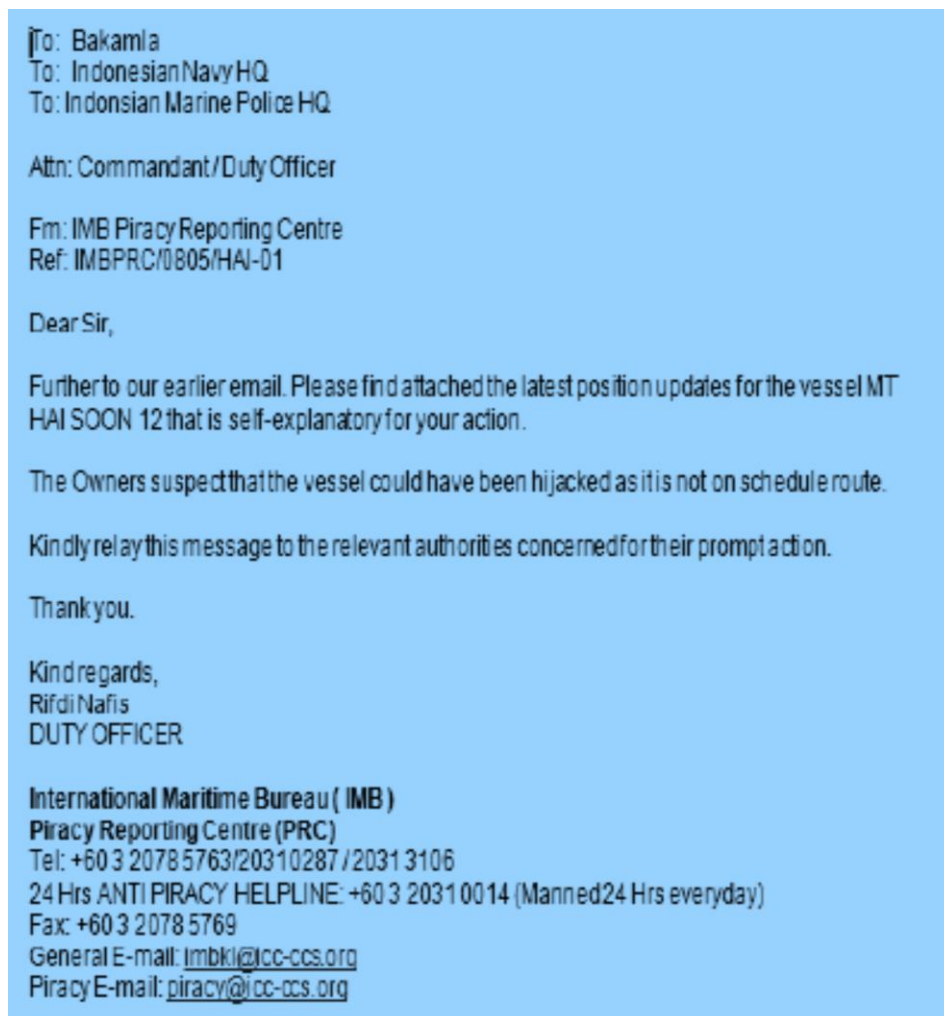 To: Bakamla
To: Indonesian Navy HQ
To: Indonsian Marine Police HQ
Attn: Commandant / Duty Officer
Fm: IMB Piracy Reporting Centre
Ref: IMBPRC/0805/HAI-01
Dear Sir,
Further to our earlier email. Please find attached the latest position updates for the vessel MT
HAI SOON 12 that is self-explanatory for your action.
The Owners suspect that the vessel could have been hijacked as it is not on schedule route.
Kindly relay this message to the relevant authorities concerned for their prompt action.
Thank you.
Kind regards,
Rifdi Nafis
DUTY OFFICER
International Maritime Bureau ( IMB )
Piracy Reporting Centre (PRC)
Tel: +60 3 2078 5763/2031 0287 / 2031 3106
24 Hrs ANTI PIRACY HELPLINE: +60 3 2031 0014 (Manned 24 Hrs everyday)
Fax: +60 3 2078 5769
General E-mail: imbkl@icc-ccs.org
Piracy E-mail: piracy@icc-ccs.org